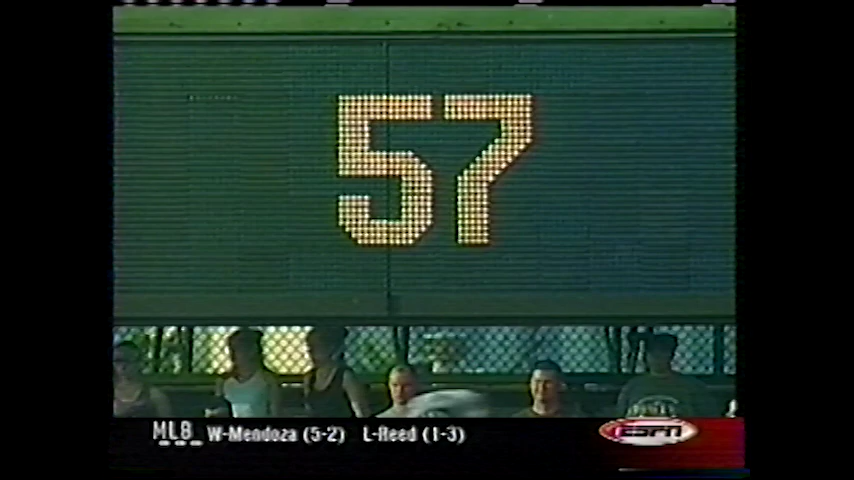 57
MLB W-Mendoza (5-2) L-Reed (1-3) ESPN